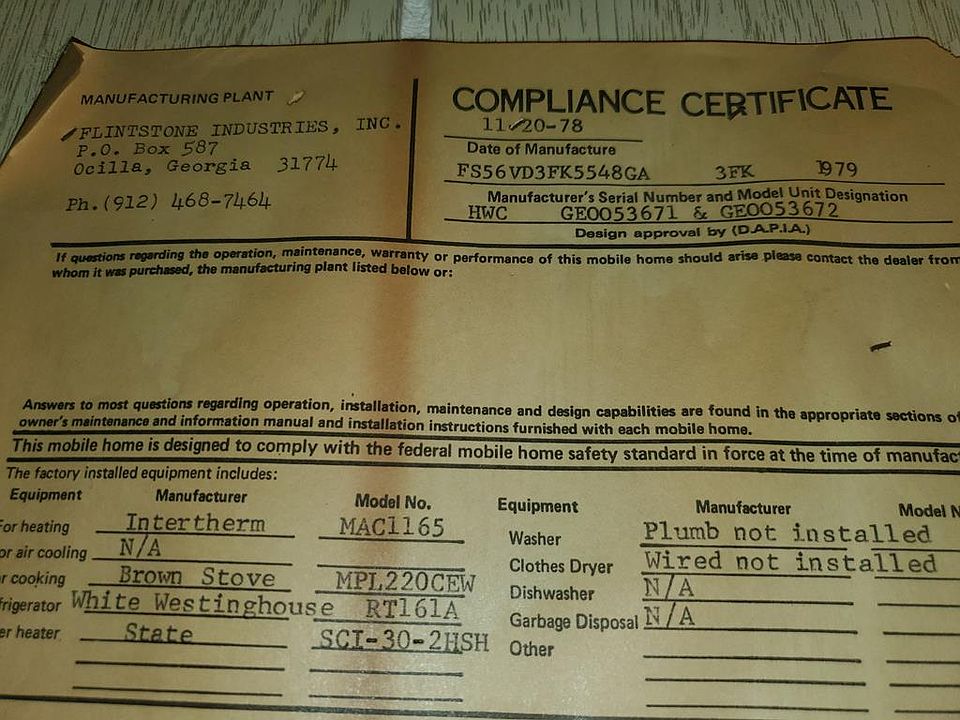 MANUFACTURING PLANT
FLINTSTONE INDUSTRIES, INC.
P.O. Box 587
Ocilla, Georgia 31774
Ph.(912) 468-7464
COMPLIANCE CERTIFICATE
11-20-78
Date of Manufacture
FS56VD3FK5548GA 3FK 1979
Manufacturer's Serial Number and Model Unit Designation
HWC GEO053671 & GEO053672
Design approval by (D.A.P.I.A.)
If questions regarding the operation, maintenance, warranty or performance of this mobile home should arise please contact the dealer from
whom it was purchased, the manufacturing plant listed below or:
Answers to most questions regarding operation, installation, maintenance and design capabilities are found in the appropriate sections of
owner's maintenance and information manual and installation instructions furnished with each mobile home.
This mobile home is designed to comply with the federal mobile home safety standard in force at the time of manufac
The factory installed equipment includes:
Equipment Manufacturer Model No.
For heating Intertherm MAC1165
or air cooling N/A
r cooking Brown Stove MPL220CEW
frigerator White Westinghouse RT161A
er heater State SCI-30-2HSH
Equipment Manufacturer Model N
Washer Plumb not installed
Clothes Dryer Wired not installed
Dishwasher N/A
Garbage Disposal N/A
Other